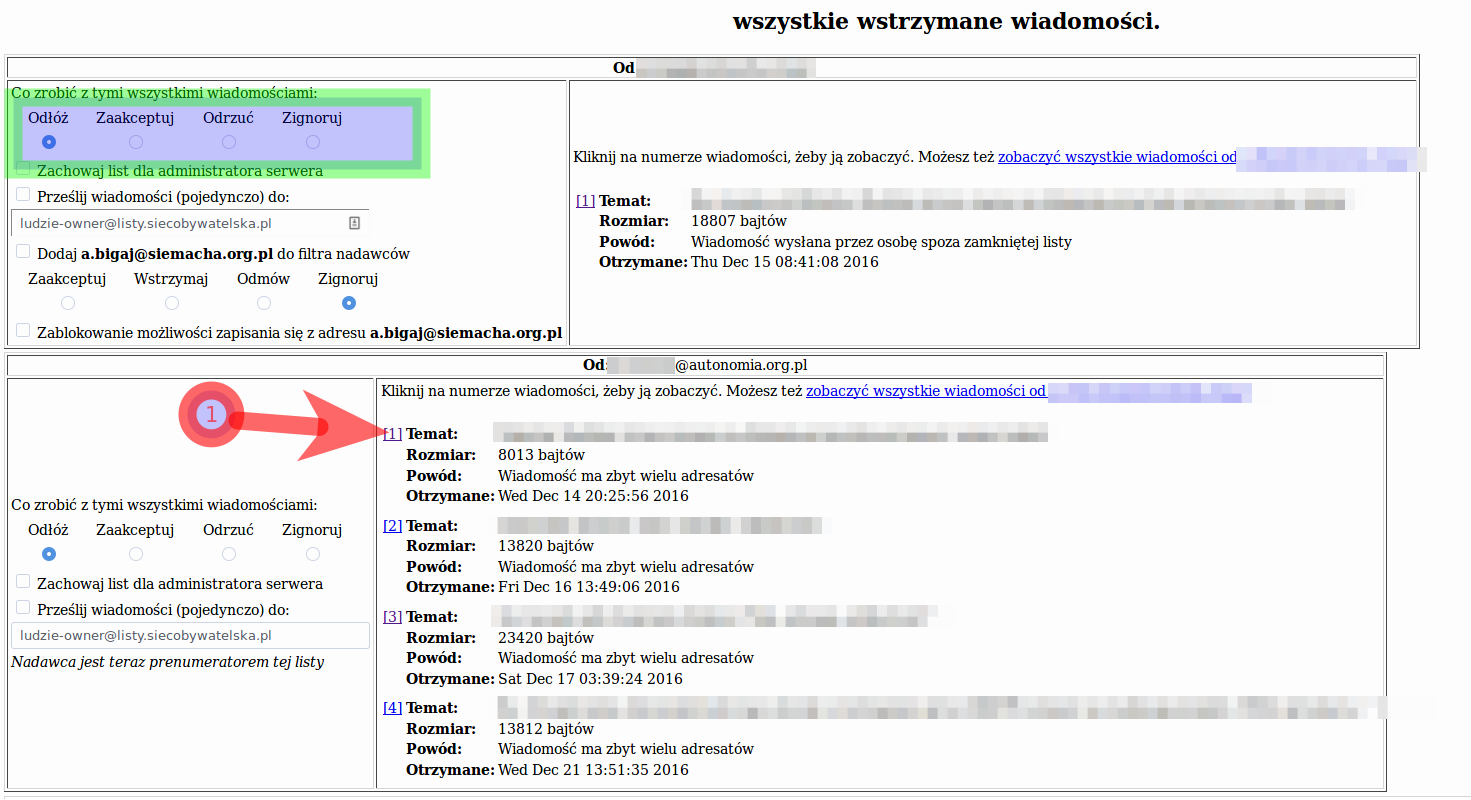 wszystkie wstrzymane wiadomości.
Od
Co zrobić z tymi wszystkimi wiadomościami:
Odłóż Zaakceptuj Odrzuć Zignoruj
Zachowaj list dla administratora serwera
Prześlij wiadomości (pojedynczo) do:
ludzie-owner@listy.siecobywatelska.pl
Dodaj a.bigaj@siemacha.org.pl do filtra nadawców
Zaakceptuj Wstrzymaj Odmów Zignoruj
Zablokowanie możliwości zapisania się z adresu a.bigaj@siemacha.org.pl
Kliknij na numerze wiadomości, żeby ją zobaczyć. Możesz też zobaczyć wszystkie wiadomości od
[1] Temat:
Rozmiar: 18807 bajtów
Powód: Wiadomość wysłana przez osobę spoza zamkniętej listy
Otrzymane: Thu Dec 15 08:41:08 2016
Od: @autonomia.org.pl
1
Co zrobić z tymi wszystkimi wiadomościami:
Odłóż Zaakceptuj Odrzuć Zignoruj
Zachowaj list dla administratora serwera
Prześlij wiadomości (pojedynczo) do:
ludzie-owner@listy.siecobywatelska.pl
Nadawca jest teraz prenumeratorem tej listy
Kliknij na numerze wiadomości, żeby ją zobaczyć. Możesz też zobaczyć wszystkie wiadomości od
[1] Temat:
Rozmiar: 8013 bajtów
Powód: Wiadomość ma zbyt wielu adresatów
Otrzymane: Wed Dec 14 20:25:56 2016
[2] Temat:
Rozmiar: 13820 bajtów
Powód: Wiadomość ma zbyt wielu adresatów
Otrzymane: Fri Dec 16 13:49:06 2016
[3] Temat:
Rozmiar: 23420 bajtów
Powód: Wiadomość ma zbyt wielu adresatów
Otrzymane: Sat Dec 17 03:39:24 2016
[4] Temat:
Rozmiar: 13812 bajtów
Powód: Wiadomość ma zbyt wielu adresatów
Otrzymane: Wed Dec 21 13:51:35 2016